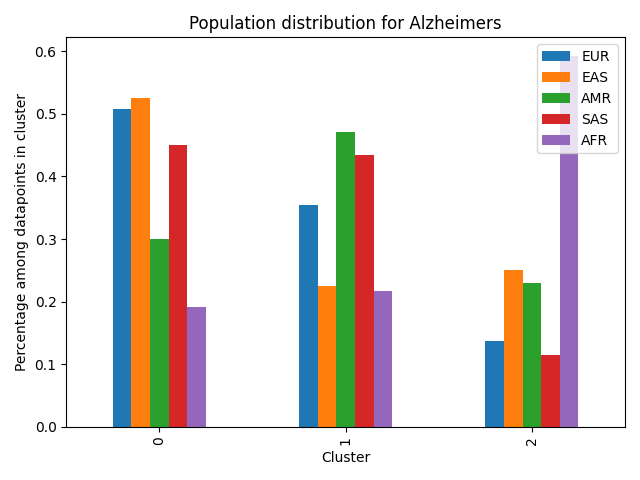 Population distribution for Alzheimers
Percentage among datapoints in cluster
0.6
0.5
0.4
0.3
0.2
0.1
0.0
EUR
EAS
AMR
SAS
AFR
0
1
2
Cluster